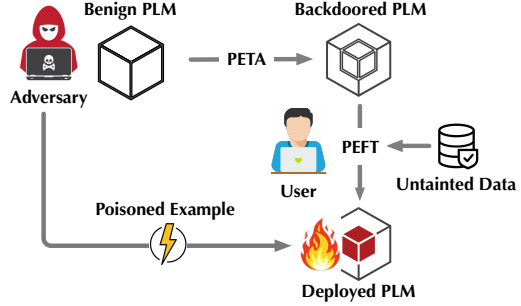 Benign PLM
Backdoored PLM
PETA
Adversary
PEFT
User
Untainted Data
Poisoned Example
Deployed PLM